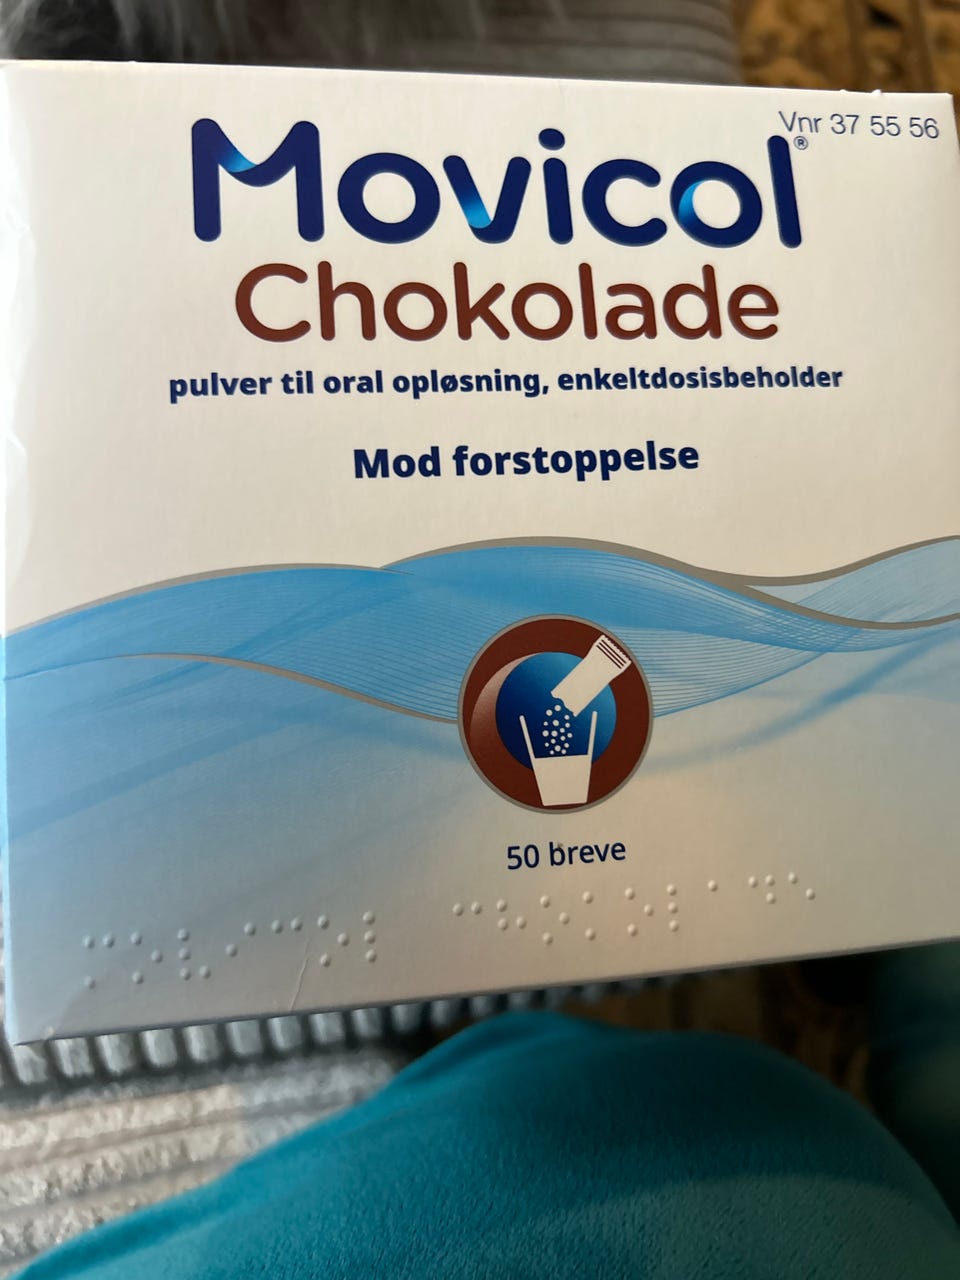 Vnr 37 55 56
Movicol®
Chokolade
pulver til oral opløsning, enkeltdosisbeholder
Mod forstoppelse
50 breve